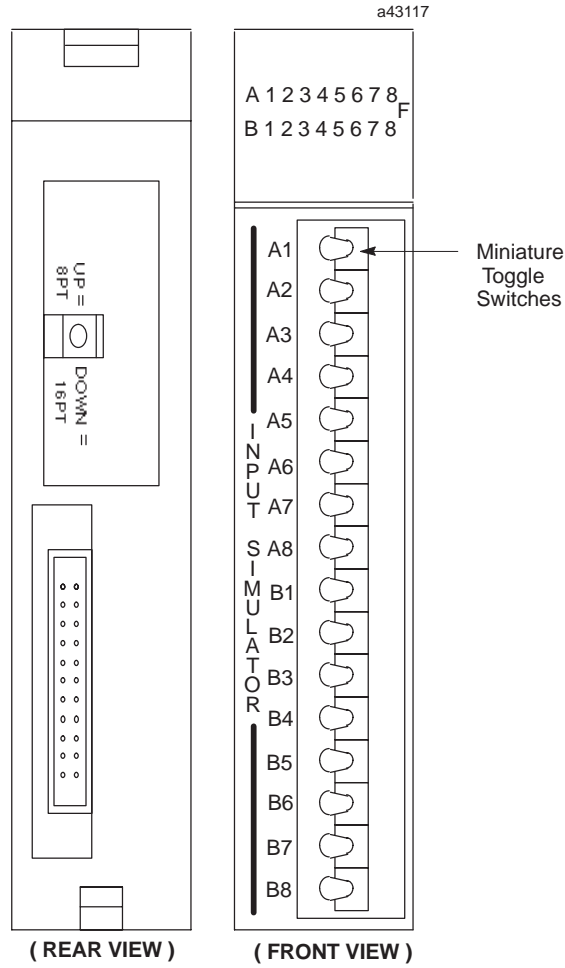 a43117
A 1 2 3 4 5 6 7 8
F
B 1 2 3 4 5 6 7 8
UP =
8PT
DOWN =
16PT
A1
A2
A3
A4
A5
A6
A7
A8
B1
B2
B3
B4
B5
B6
B7
B8
INPUT SIMULATOR
Miniature
Toggle
Switches
( REAR VIEW )
( FRONT VIEW )